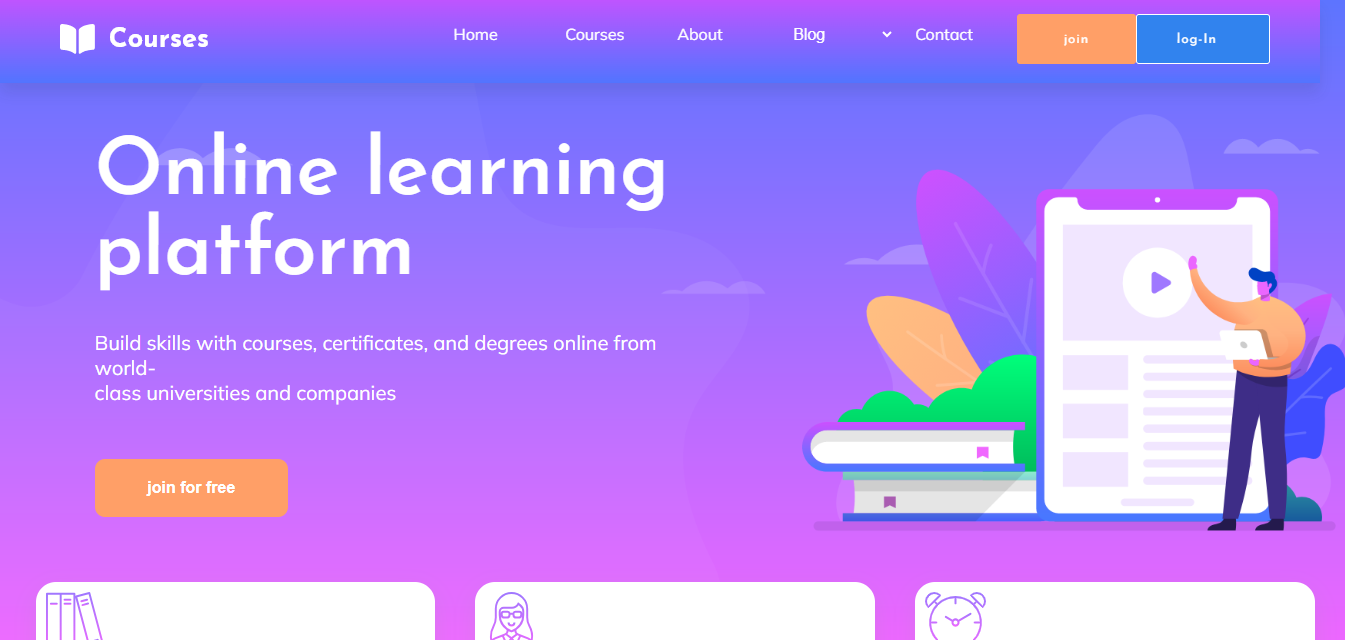 Courses
Home
Courses
About
Blog
Contact
join
log-In
Online learning
platform
Build skills with courses, certificates, and degrees online from
world-
class universities and companies
join for free